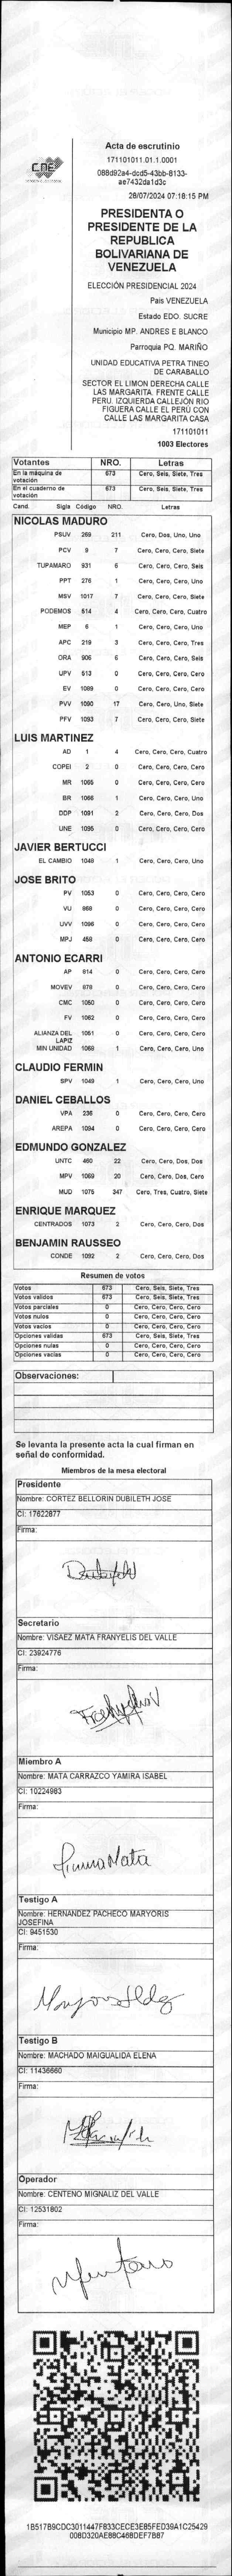 CNE
Acta de escrutinio
171101011.01.1.0001
088d92a4-dcd5-43bb-8133-
ae7432da1d3c
28/07/2024 07:18:15 PM
PRESIDENTA O
PRESIDENTE DE LA
REPUBLICA
BOLIVARIANA DE
VENEZUELA
ELECCIÓN PRESIDENCIAL 2024
País VENEZUELA
Estado EDO. SUCRE
Municipio MP. ANDRES E BLANCO
Parroquia PQ. MARIÑO
UNIDAD EDUCATIVA PETRA TINEO
DE CARABALLO
SECTOR EL LIMON DERECHA CALLE
LAS MARGARITA. FRENTE CALLE
PERU. IZQUIERDA CALLEJÓN RIO
FIGUERA CALLE EL PERÚ CON
CALLE LAS MARGARITA CASA
171101011
1003 Electores
Votantes NRO. Letras
En la máquina de votación 673 Cero, Seis, Siete, Tres
En el cuaderno de votación 673 Cero, Seis, Siete, Tres
Cand. Sigla Código NRO. Letras
NICOLAS MADURO
PSUV 269 211 Cero, Dos, Uno, Uno
PCV 9 7 Cero, Cero, Cero, Siete
TUPAMARO 931 6 Cero, Cero, Cero, Seis
PPT 276 1 Cero, Cero, Cero, Uno
MSV 1017 7 Cero, Cero, Cero, Siete
PODEMOS 514 4 Cero, Cero, Cero, Cuatro
MEP 6 1 Cero, Cero, Cero, Uno
APC 219 3 Cero, Cero, Cero, Tres
ORA 906 6 Cero, Cero, Cero, Seis
UPV 513 0 Cero, Cero, Cero, Cero
EV 1089 0 Cero, Cero, Cero, Cero
PVV 1090 17 Cero, Cero, Uno, Siete
PFV 1093 7 Cero, Cero, Cero, Siete
LUIS MARTINEZ
AD 1 4 Cero, Cero, Cero, Cuatro
COPEI 2 0 Cero, Cero, Cero, Cero
MR 1065 0 Cero, Cero, Cero, Cero
BR 1066 1 Cero, Cero, Cero, Uno
DDP 1091 2 Cero, Cero, Cero, Dos
UNE 1095 0 Cero, Cero, Cero, Cero
JAVIER BERTUCCI
EL CAMBIO 1048 1 Cero, Cero, Cero, Uno
JOSE BRITO
PV 1053 0 Cero, Cero, Cero, Cero
VU 868 0 Cero, Cero, Cero, Cero
UVV 1096 0 Cero, Cero, Cero, Cero
MPJ 458 0 Cero, Cero, Cero, Cero
ANTONIO ECARRI
AP 814 0 Cero, Cero, Cero, Cero
MOVEV 878 0 Cero, Cero, Cero, Cero
CMC 1050 0 Cero, Cero, Cero, Cero
FV 1062 0 Cero, Cero, Cero, Cero
ALIANZA DEL LAPIZ 1051 0 Cero, Cero, Cero, Cero
MIN UNIDAD 1068 1 Cero, Cero, Cero, Uno
CLAUDIO FERMIN
SPV 1049 1 Cero, Cero, Cero, Uno
DANIEL CEBALLOS
VPA 236 0 Cero, Cero, Cero, Cero
AREPA 1094 0 Cero, Cero, Cero, Cero
EDMUNDO GONZALEZ
UNTC 460 22 Cero, Cero, Dos, Dos
MPV 1069 20 Cero, Cero, Dos, Cero
MUD 1075 347 Cero, Tres, Cuatro, Siete
ENRIQUE MARQUEZ
CENTRADOS 1073 2 Cero, Cero, Cero, Dos
BENJAMIN RAUSSEO
CONDE 1092 2 Cero, Cero, Cero, Dos
Resumen de votos
Votos 673 Cero, Seis, Siete, Tres
Votos validos 673 Cero, Seis, Siete, Tres
Votos parciales 0 Cero, Cero, Cero, Cero
Votos nulos 0 Cero, Cero, Cero, Cero
Votos vacios 0 Cero, Cero, Cero, Cero
Opciones validas 673 Cero, Seis, Siete, Tres
Opciones nulas 0 Cero, Cero, Cero, Cero
Opciones vacias 0 Cero, Cero, Cero, Cero
Observaciones:
Se levanta la presente acta la cual firman en
señal de conformidad.
Miembros de la mesa electoral
Presidente
Nombre: CORTEZ BELLORIN DUBILETH JOSE
CI: 17622877
Firma:
Secretario
Nombre: VISAEZ MATA FRANYELIS DEL VALLE
CI: 23924776
Firma:
Miembro A
Nombre: MATA CARRAZCO YAMIRA ISABEL
CI: 10224983
Firma:
Testigo A
Nombre: HERNANDEZ PACHECO MARYORIS
JOSEFINA
CI: 9451530
Firma:
Testigo B
Nombre: MACHADO MAIGUALIDA ELENA
CI: 11436660
Firma:
Operador
Nombre: CENTENO MIGNALIZ DEL VALLE
CI: 12531802
Firma:
1B517B9CDC3011447F833CECE3E85FED39A1C25429
008D320AE88C468DEF7B87